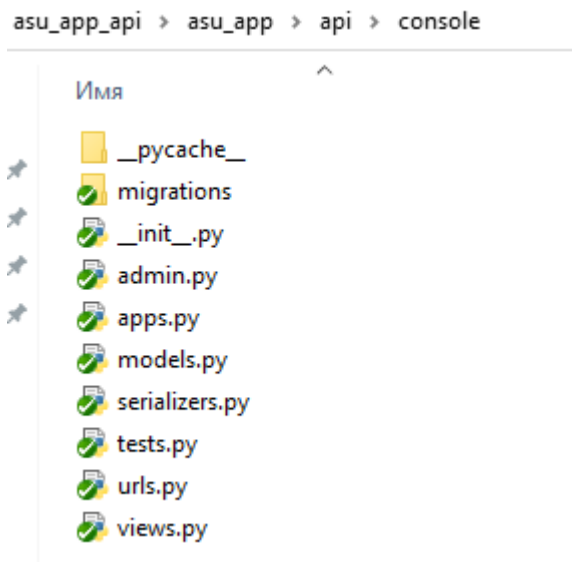 asu_app_api > asu_app > api > console
Имя
__pycache__
migrations
__init__.py
admin.py
apps.py
models.py
serializers.py
tests.py
urls.py
views.py